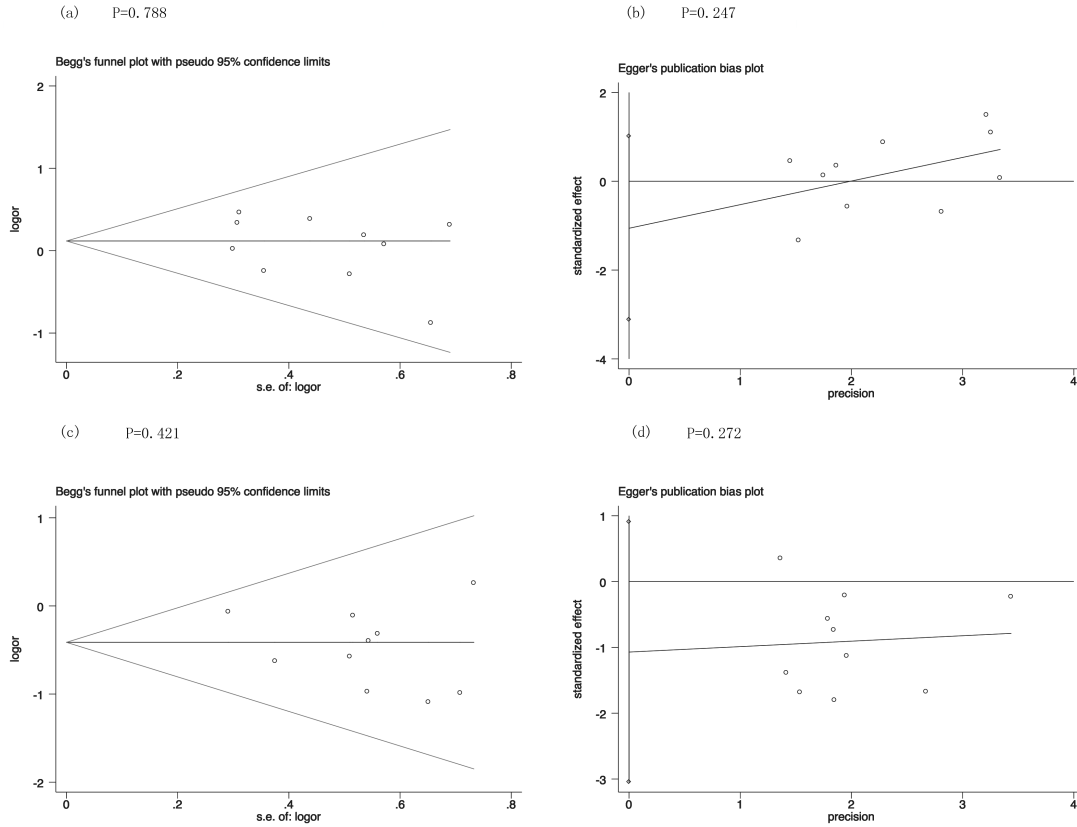 (a) P=0.788
Begg's funnel plot with pseudo 95% confidence limits
2
1
0
-1
logor
0 .2 .4 .6 .8
s.e. of: logor
(b) P=0.247
Egger's publication bias plot
2
0
-2
-4
standardized effect
0 1 2 3 4
precision
(c) P=0.421
Begg's funnel plot with pseudo 95% confidence limits
1
0
-1
-2
logor
0 .2 .4 .6 .8
s.e. of: logor
(d) P=0.272
Egger's publication bias plot
1
0
-1
-2
-3
standardized effect
0 1 2 3 4
precision